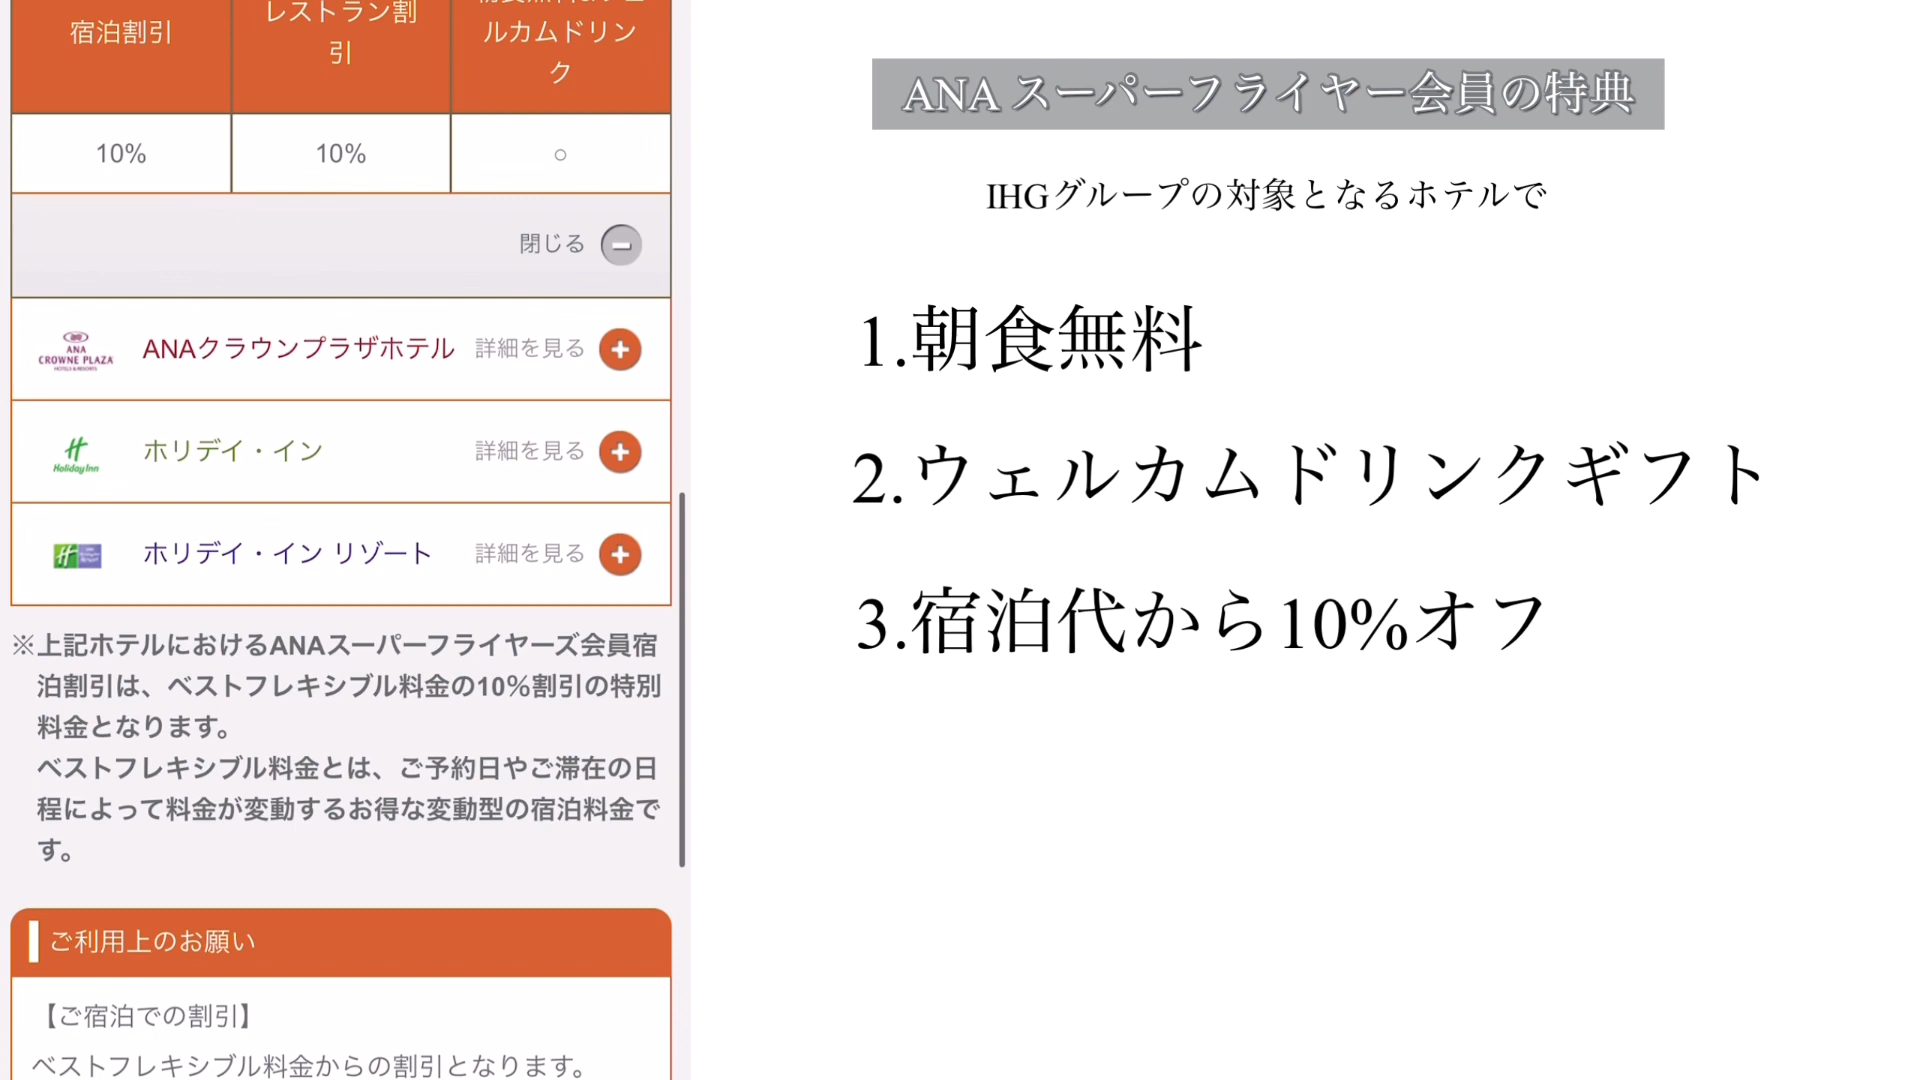 宿泊割引
レストラン割
引
ルカムドリン
ク
10%
10%
○
閉じる
ANA
CROWNE PLAZA
HOTELS & RESORTS
ANAクラウンプラザホテル
詳細を見る
Holiday Inn
ホリデイ・イン
詳細を見る
ホリデイ・イン リゾート
詳細を見る
※上記ホテルにおけるANAスーパーフライヤーズ会員宿
泊割引は、ベストフレキシブル料金の10%割引の特別
料金となります。
ベストフレキシブル料金とは、ご予約日やご滞在の日
程によって料金が変動するお得な変動型の宿泊料金で
す。
ご利用上のお願い
【ご宿泊での割引】
ベストフレキシブル料金からの割引となります。
ANA スーパーフライヤー会員の特典
IHGグループの対象となるホテルで
1.朝食無料
2.ウェルカムドリンクギフト
3.宿泊代から10%オフ